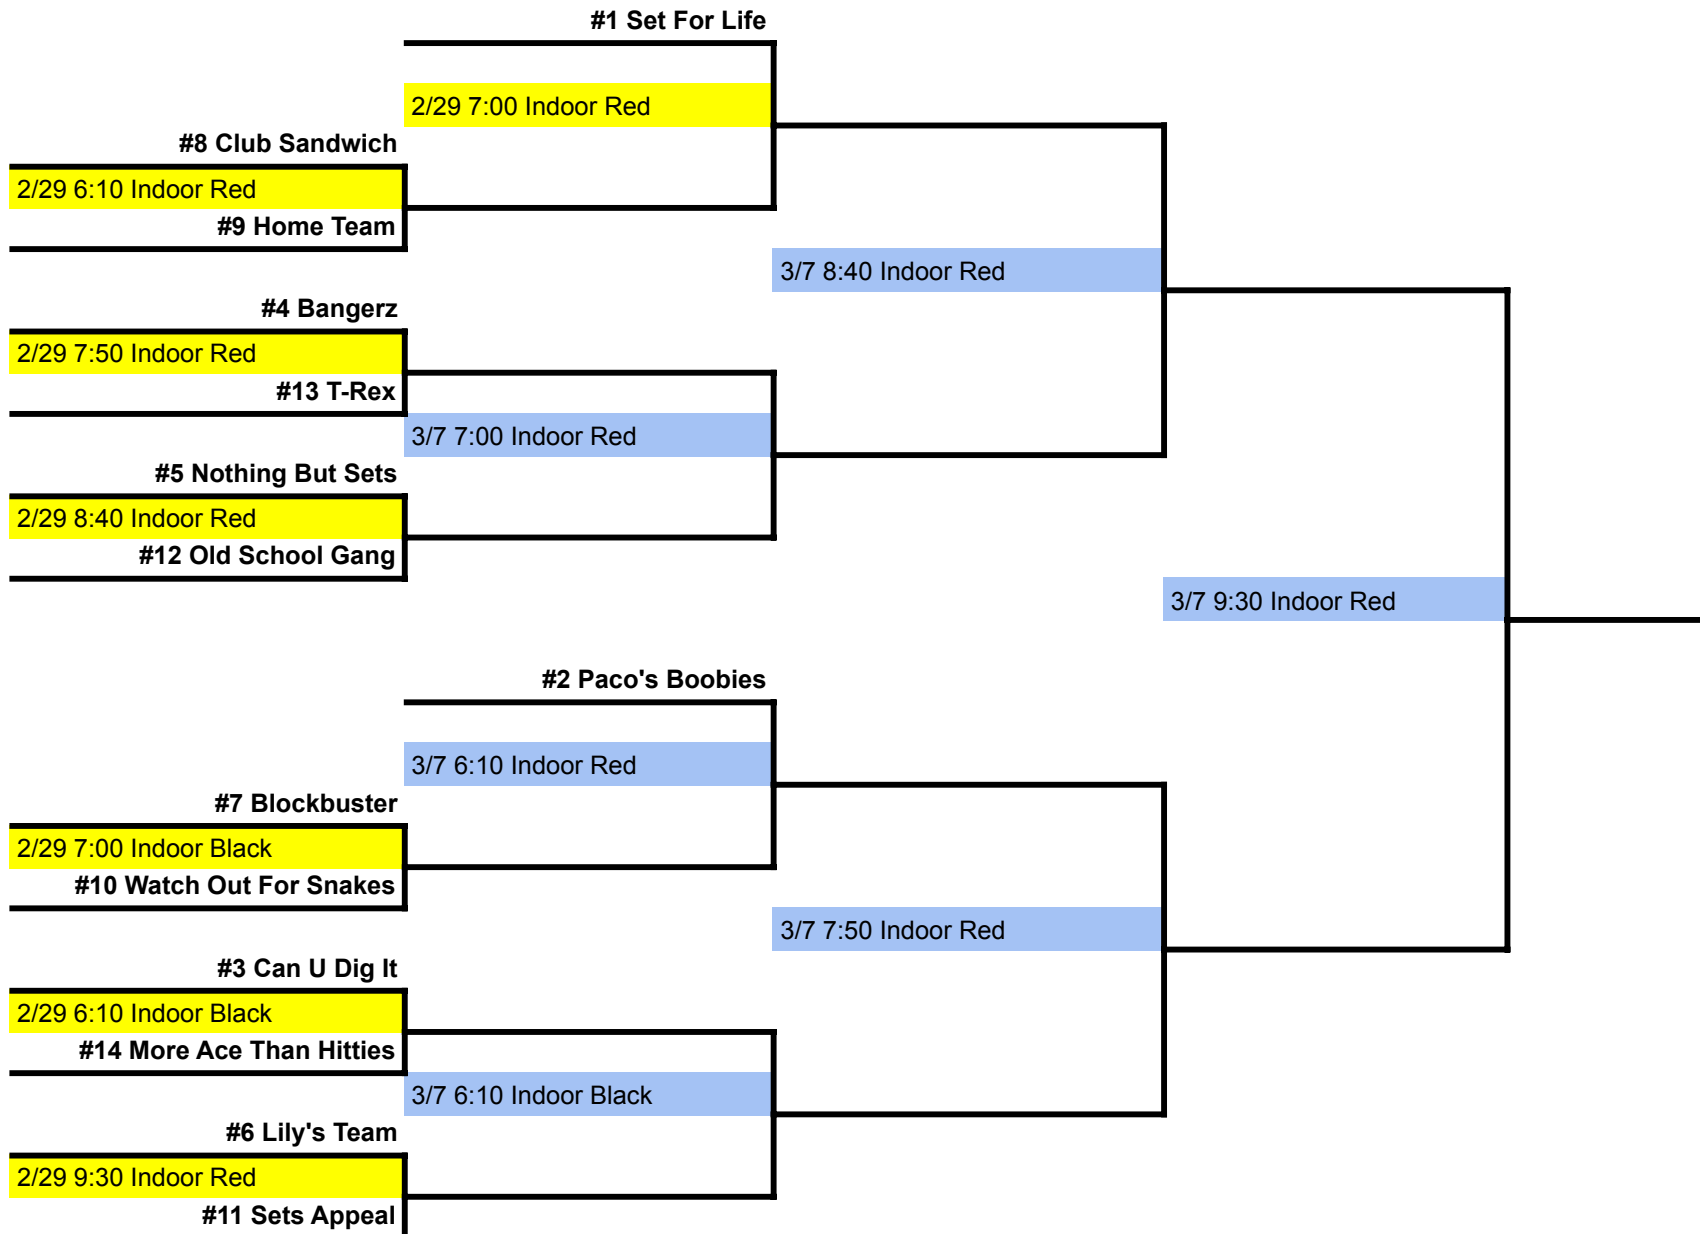 #1 Set For Life
2/29 7:00 Indoor Red
#8 Club Sandwich
2/29 6:10 Indoor Red
#9 Home Team
3/7 8:40 Indoor Red
#4 Bangerz
2/29 7:50 Indoor Red
#13 T-Rex
3/7 7:00 Indoor Red
#5 Nothing But Sets
2/29 8:40 Indoor Red
#12 Old School Gang
3/7 9:30 Indoor Red
#2 Paco's Boobies
3/7 6:10 Indoor Red
#7 Blockbuster
2/29 7:00 Indoor Black
#10 Watch Out For Snakes
3/7 7:50 Indoor Red
#3 Can U Dig It
2/29 6:10 Indoor Black
#14 More Ace Than Hitties
3/7 6:10 Indoor Black
#6 Lily's Team
2/29 9:30 Indoor Red
#11 Sets Appeal